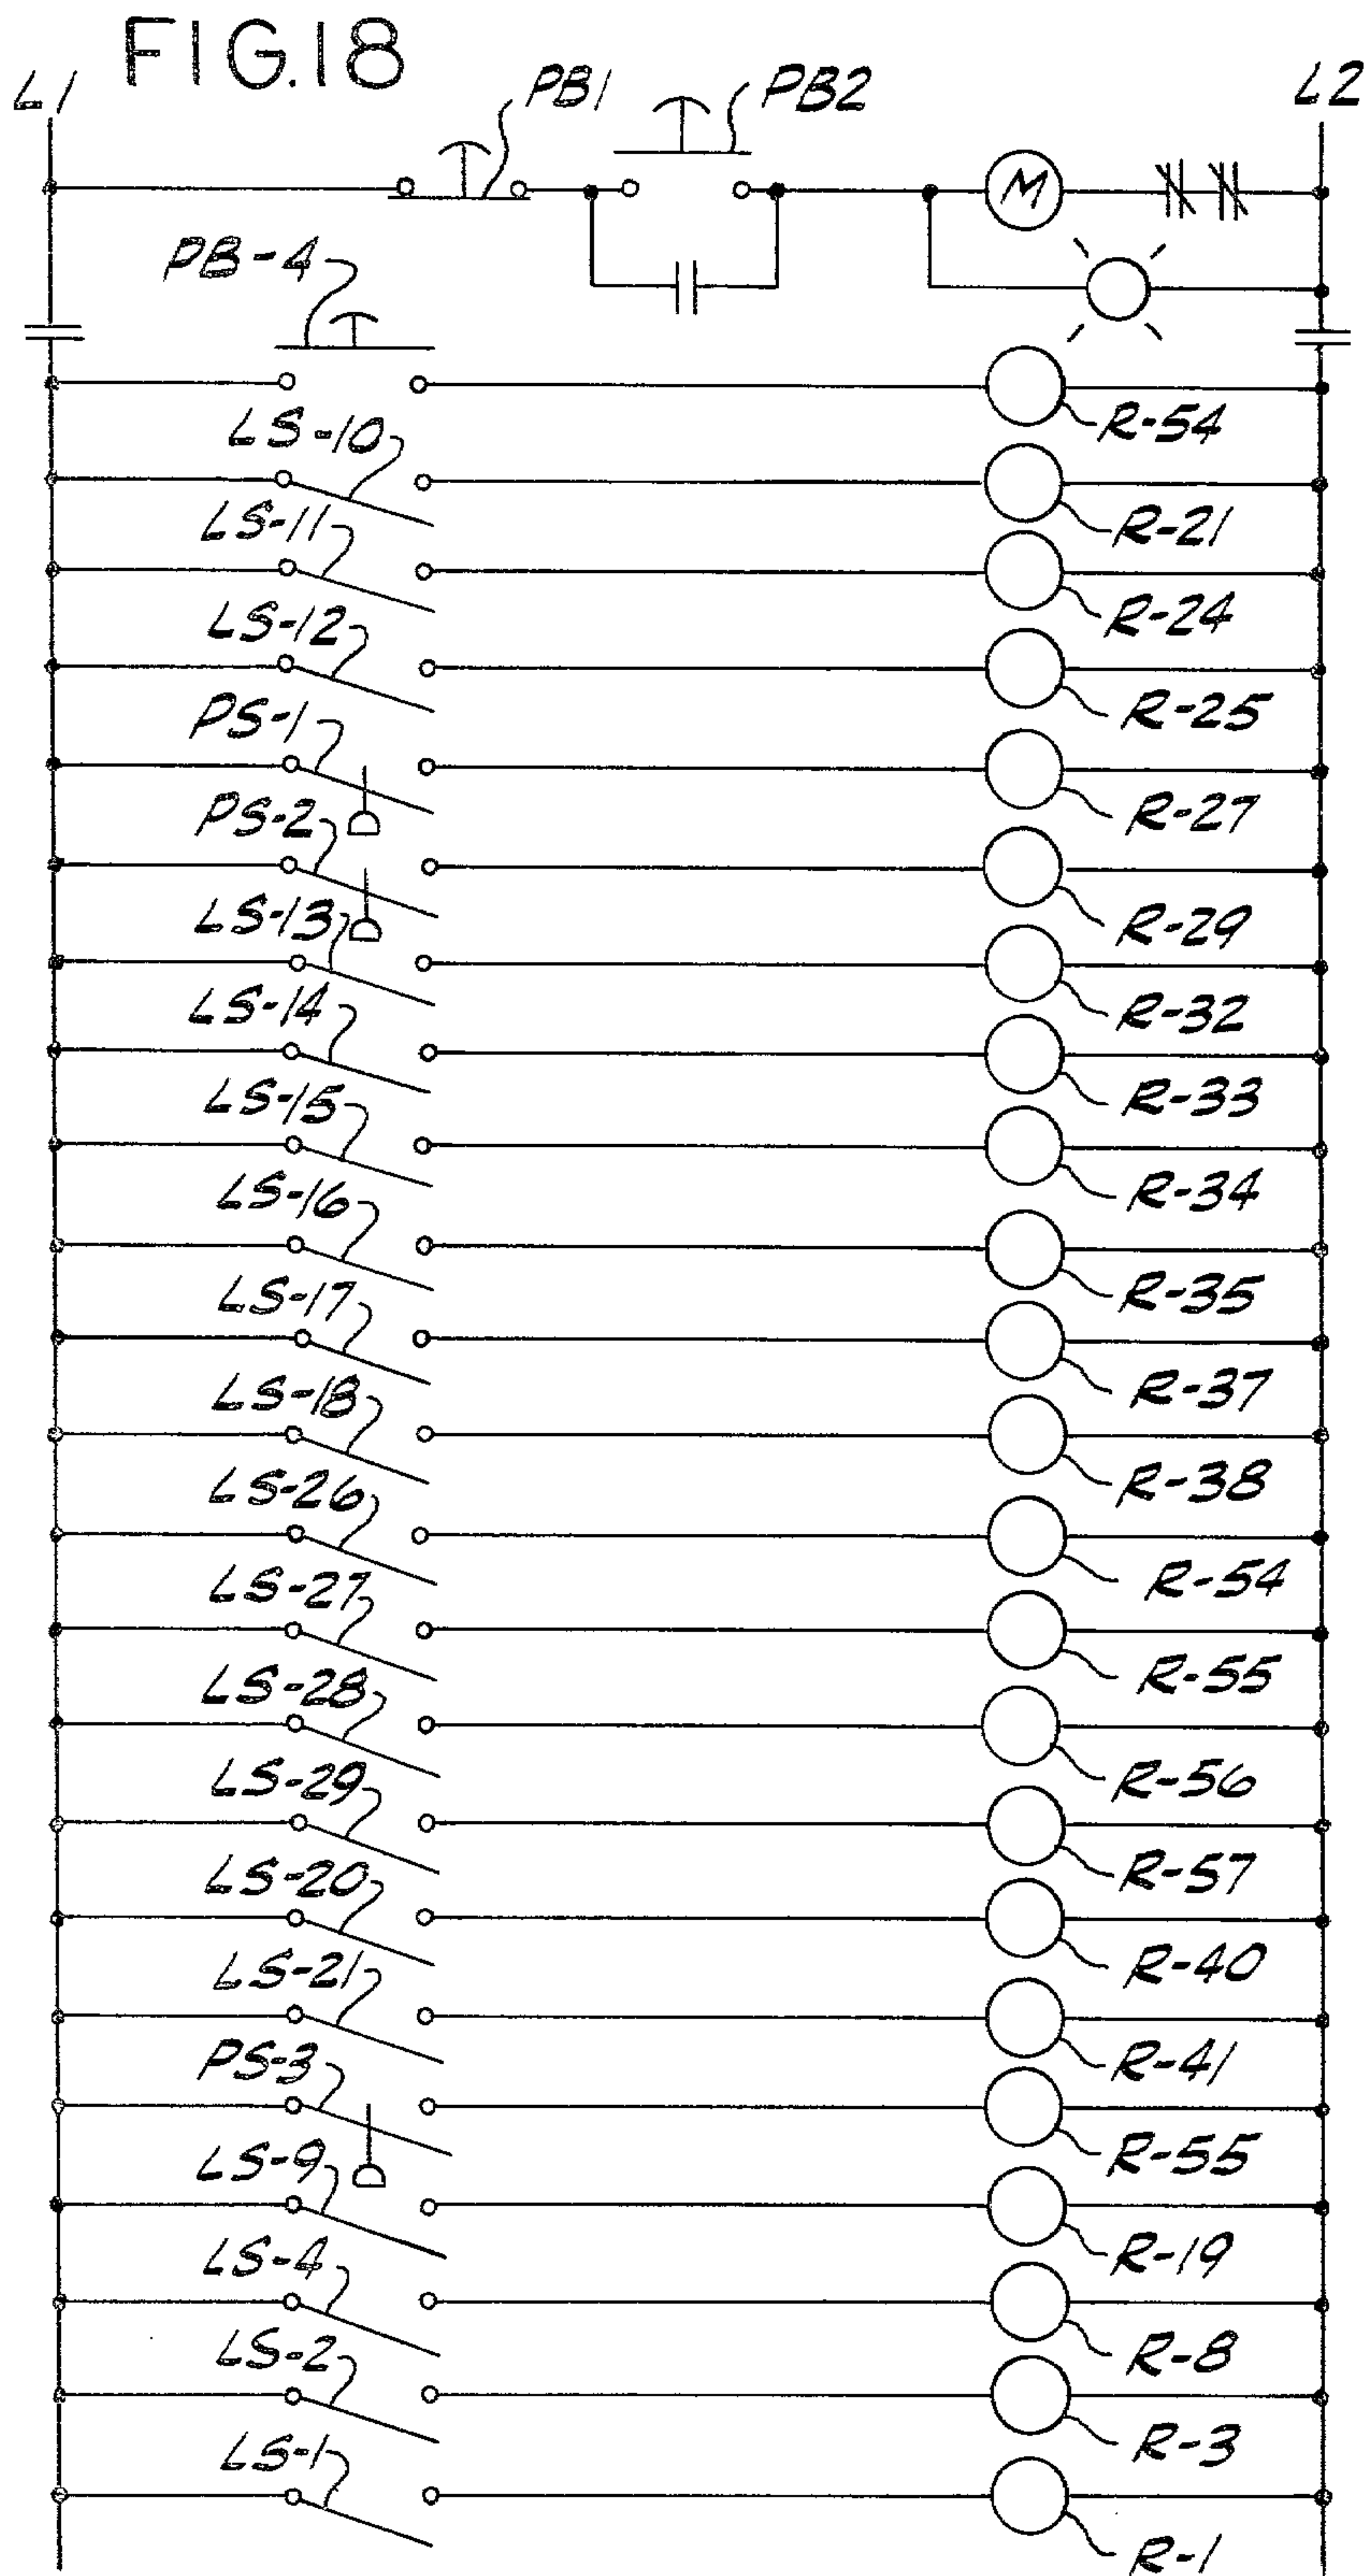 FIG.18
L1 PB1 PB2 L2
M
PB-4
R-54
LS-10
R-21
LS-11
R-24
LS-12
R-25
PS-1
R-27
PS-2
R-29
LS-13
R-32
LS-14
R-33
LS-15
R-34
LS-16
R-35
LS-17
R-37
LS-18
R-38
LS-26
R-54
LS-27
R-55
LS-28
R-56
LS-29
R-57
LS-20
R-40
LS-21
R-41
PS-3
R-55
LS-9
R-19
LS-4
R-8
LS-2
R-3
LS-1
R-1